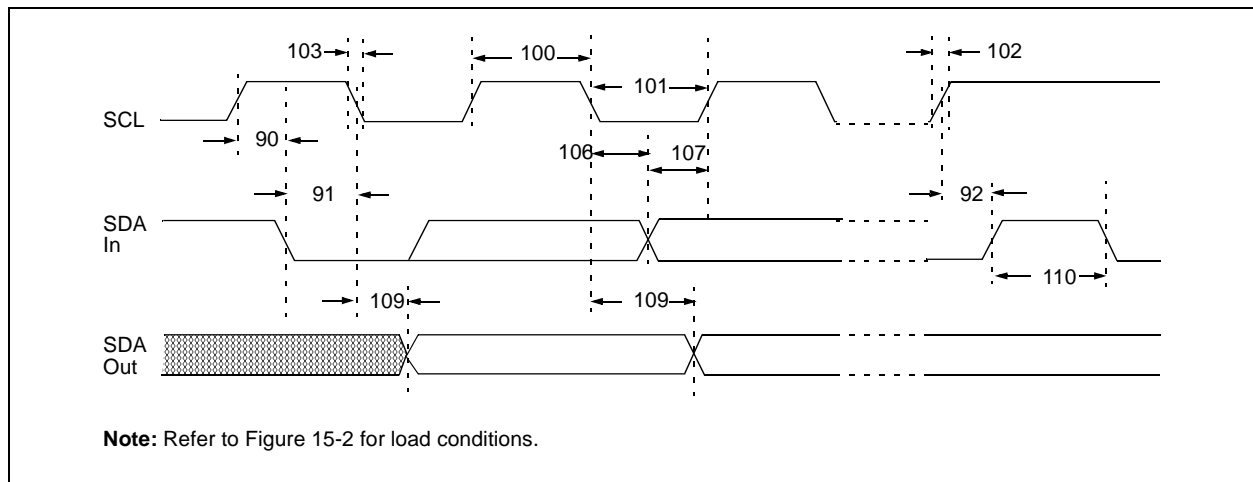 103
100
102
101
SCL
90
106
107
91
92
SDA
In
110
109
109
SDA
Out
Note: Refer to Figure 15-2 for load conditions.